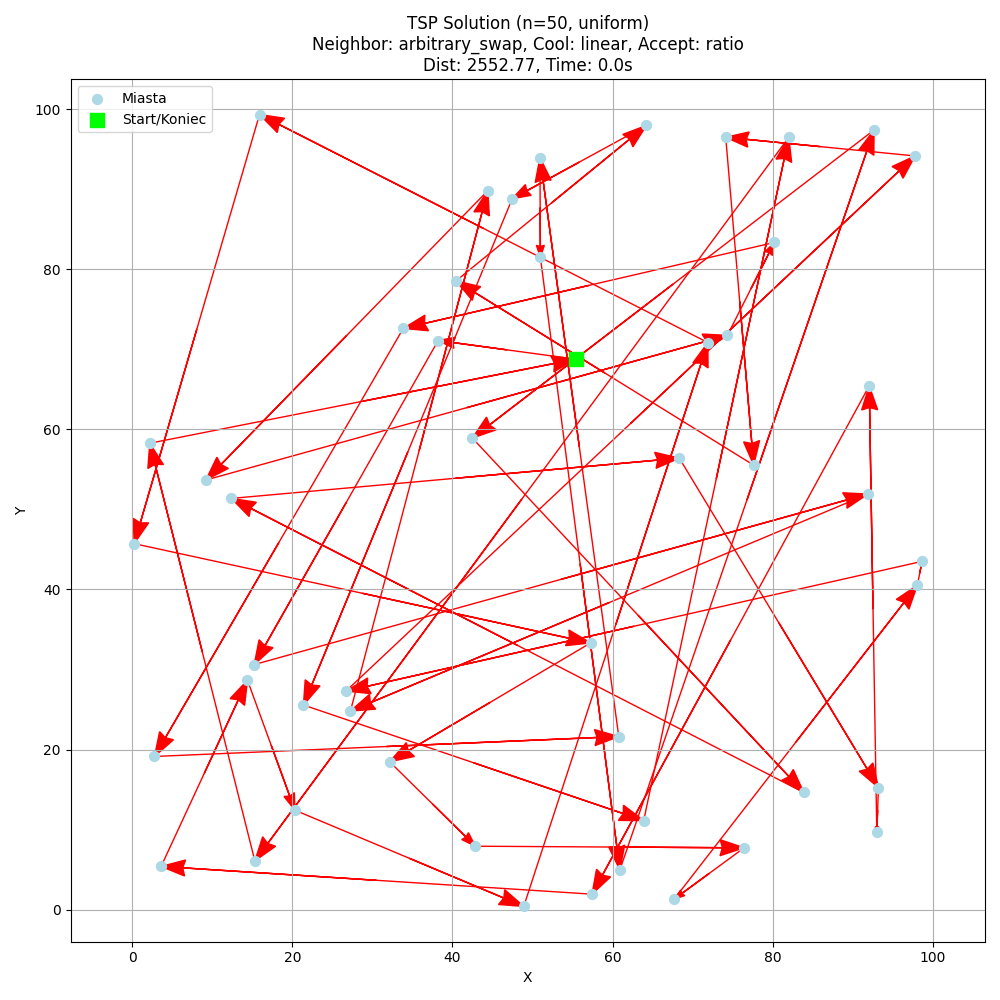 TSP Solution (n=50, uniform)
Neighbor: arbitrary_swap, Cool: linear, Accept: ratio
Dist: 2552.77, Time: 0.0s
Miasta
Start/Koniec
100
80
60
40
20
0
Y
0 20 40 60 80 100
X